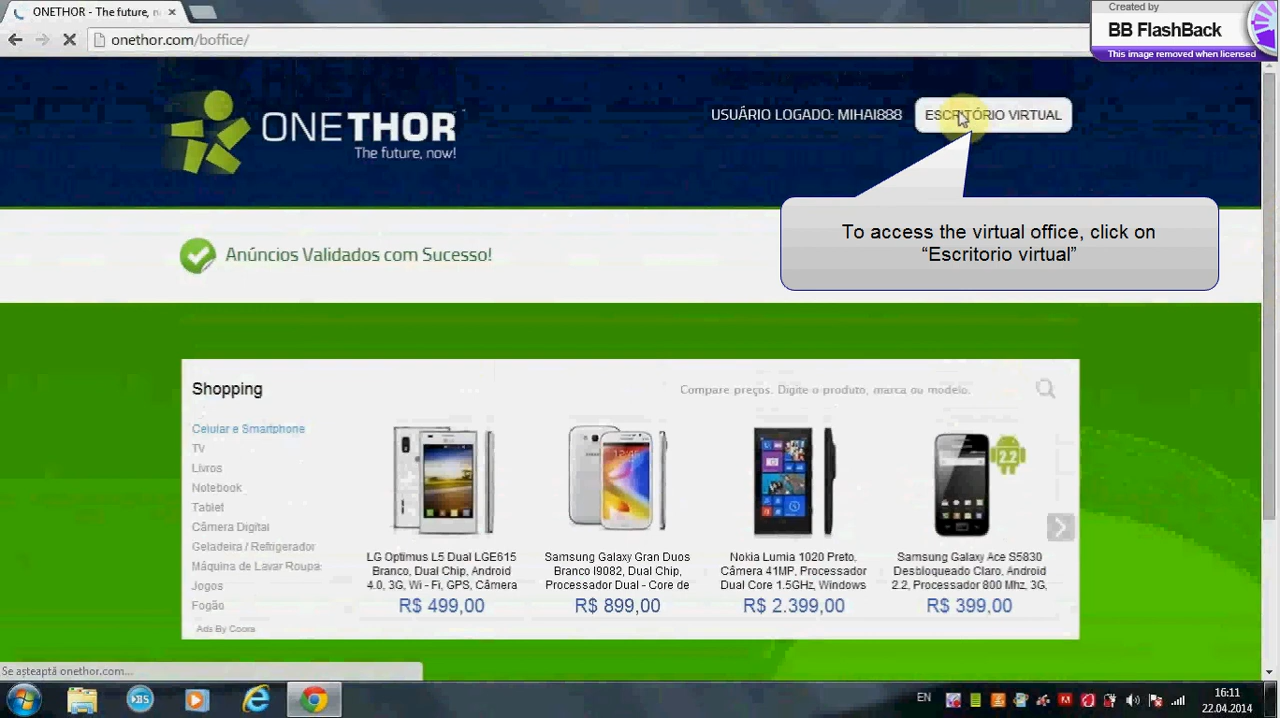 ONETHOR - The future, n
Created by
BB FlashBack
This image removed when licensed
onethor.com/boffice/
ONETHOR
The future, now!
USUÁRIO LOGADO: MIHAI888
ESCRITÓRIO VIRTUAL
To access the virtual office, click on
“Escritorio virtual”
Anúncios Validados com Sucesso!
Shopping
Compare preços. Digite o produto, marca ou modelo.
Celular e Smartphone
TV
Livros
Notebook
Tablet
Câmera Digital
Geladeira / Refrigerador
Máquina de Lavar Roupa:
Jogos
Fogão
Ads By Coora
2.2
LG Optimus L5 Dual LGE615
Branco, Dual Chip, Android
4.0, 3G, Wi - Fi, GPS, Câmera
R$ 499,00
Samsung Galaxy Gran Duos
Branco I9082, Dual Chip,
Processador Dual - Core de
R$ 899,00
Nokia Lumia 1020 Preto,
Câmera 41MP, Processador
Dual Core 1.5GHz, Windows
R$ 2.399,00
Samsung Galaxy Ace S5830
Desbloqueado Claro, Android
2.2, Processador 800 Mhz, 3G,
R$ 399,00
Se aşteaptă onethor.com...
EN
16:11
22.04.2014